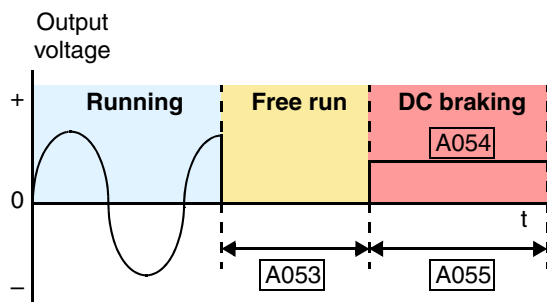 Output
voltage
+
Running
Free run
DC braking
A054
0
t
A053
A055
–